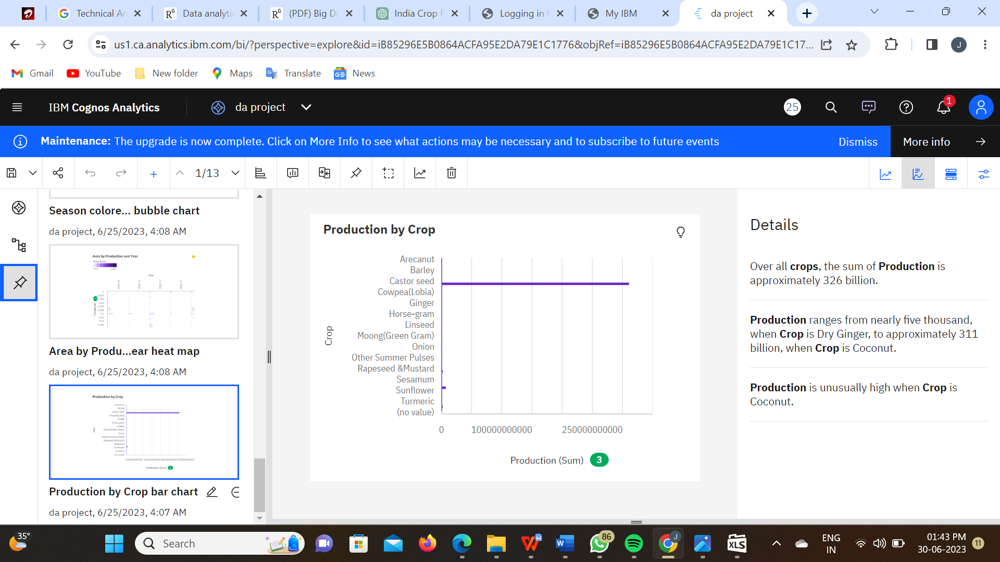 Technical Ar
Data analytic
(PDF) Big Da
India Crop P
Logging in t
My IBM
da project
us1.ca.analytics.ibm.com/bi/?perspective=explore&id=iB85296E5B0864ACFA95E2DA79E1C1776&objRef=iB85296E5B0864ACFA95E2DA79E1C17...
J
Gmail
YouTube
New folder
Maps
Translate
News
IBM Cognos Analytics
da project
25
1
Maintenance: The upgrade is now complete. Click on More Info to see what actions may be necessary and to subscribe to future events
Dismiss
More info
1/13
Season colore... bubble chart
da project, 6/25/2023, 4:08 AM
Area by Production and Year
Year
Production
Area by Produ...ear heat map
da project, 6/25/2023, 4:08 AM
Production by Crop
Production (Sum)
Production by Crop bar chart
da project, 6/25/2023, 4:07 AM
Production by Crop
Crop
Arecanut
Barley
Castor seed
Cowpea(Lobia)
Ginger
Horse-gram
Linseed
Moong(Green Gram)
Onion
Other Summer Pulses
Rapeseed &Mustard
Sesamum
Sunflower
Turmeric
(no value)
0
100000000000
250000000000
Production (Sum)
3
Details
Over all crops, the sum of Production is
approximately 326 billion.
Production ranges from nearly five thousand,
when Crop is Dry Ginger, to approximately 311
billion, when Crop is Coconut.
Production is unusually high when Crop is
Coconut.
35°
Search
86
J
XLS
ENG
IN
01:43 PM
30-06-2023
11